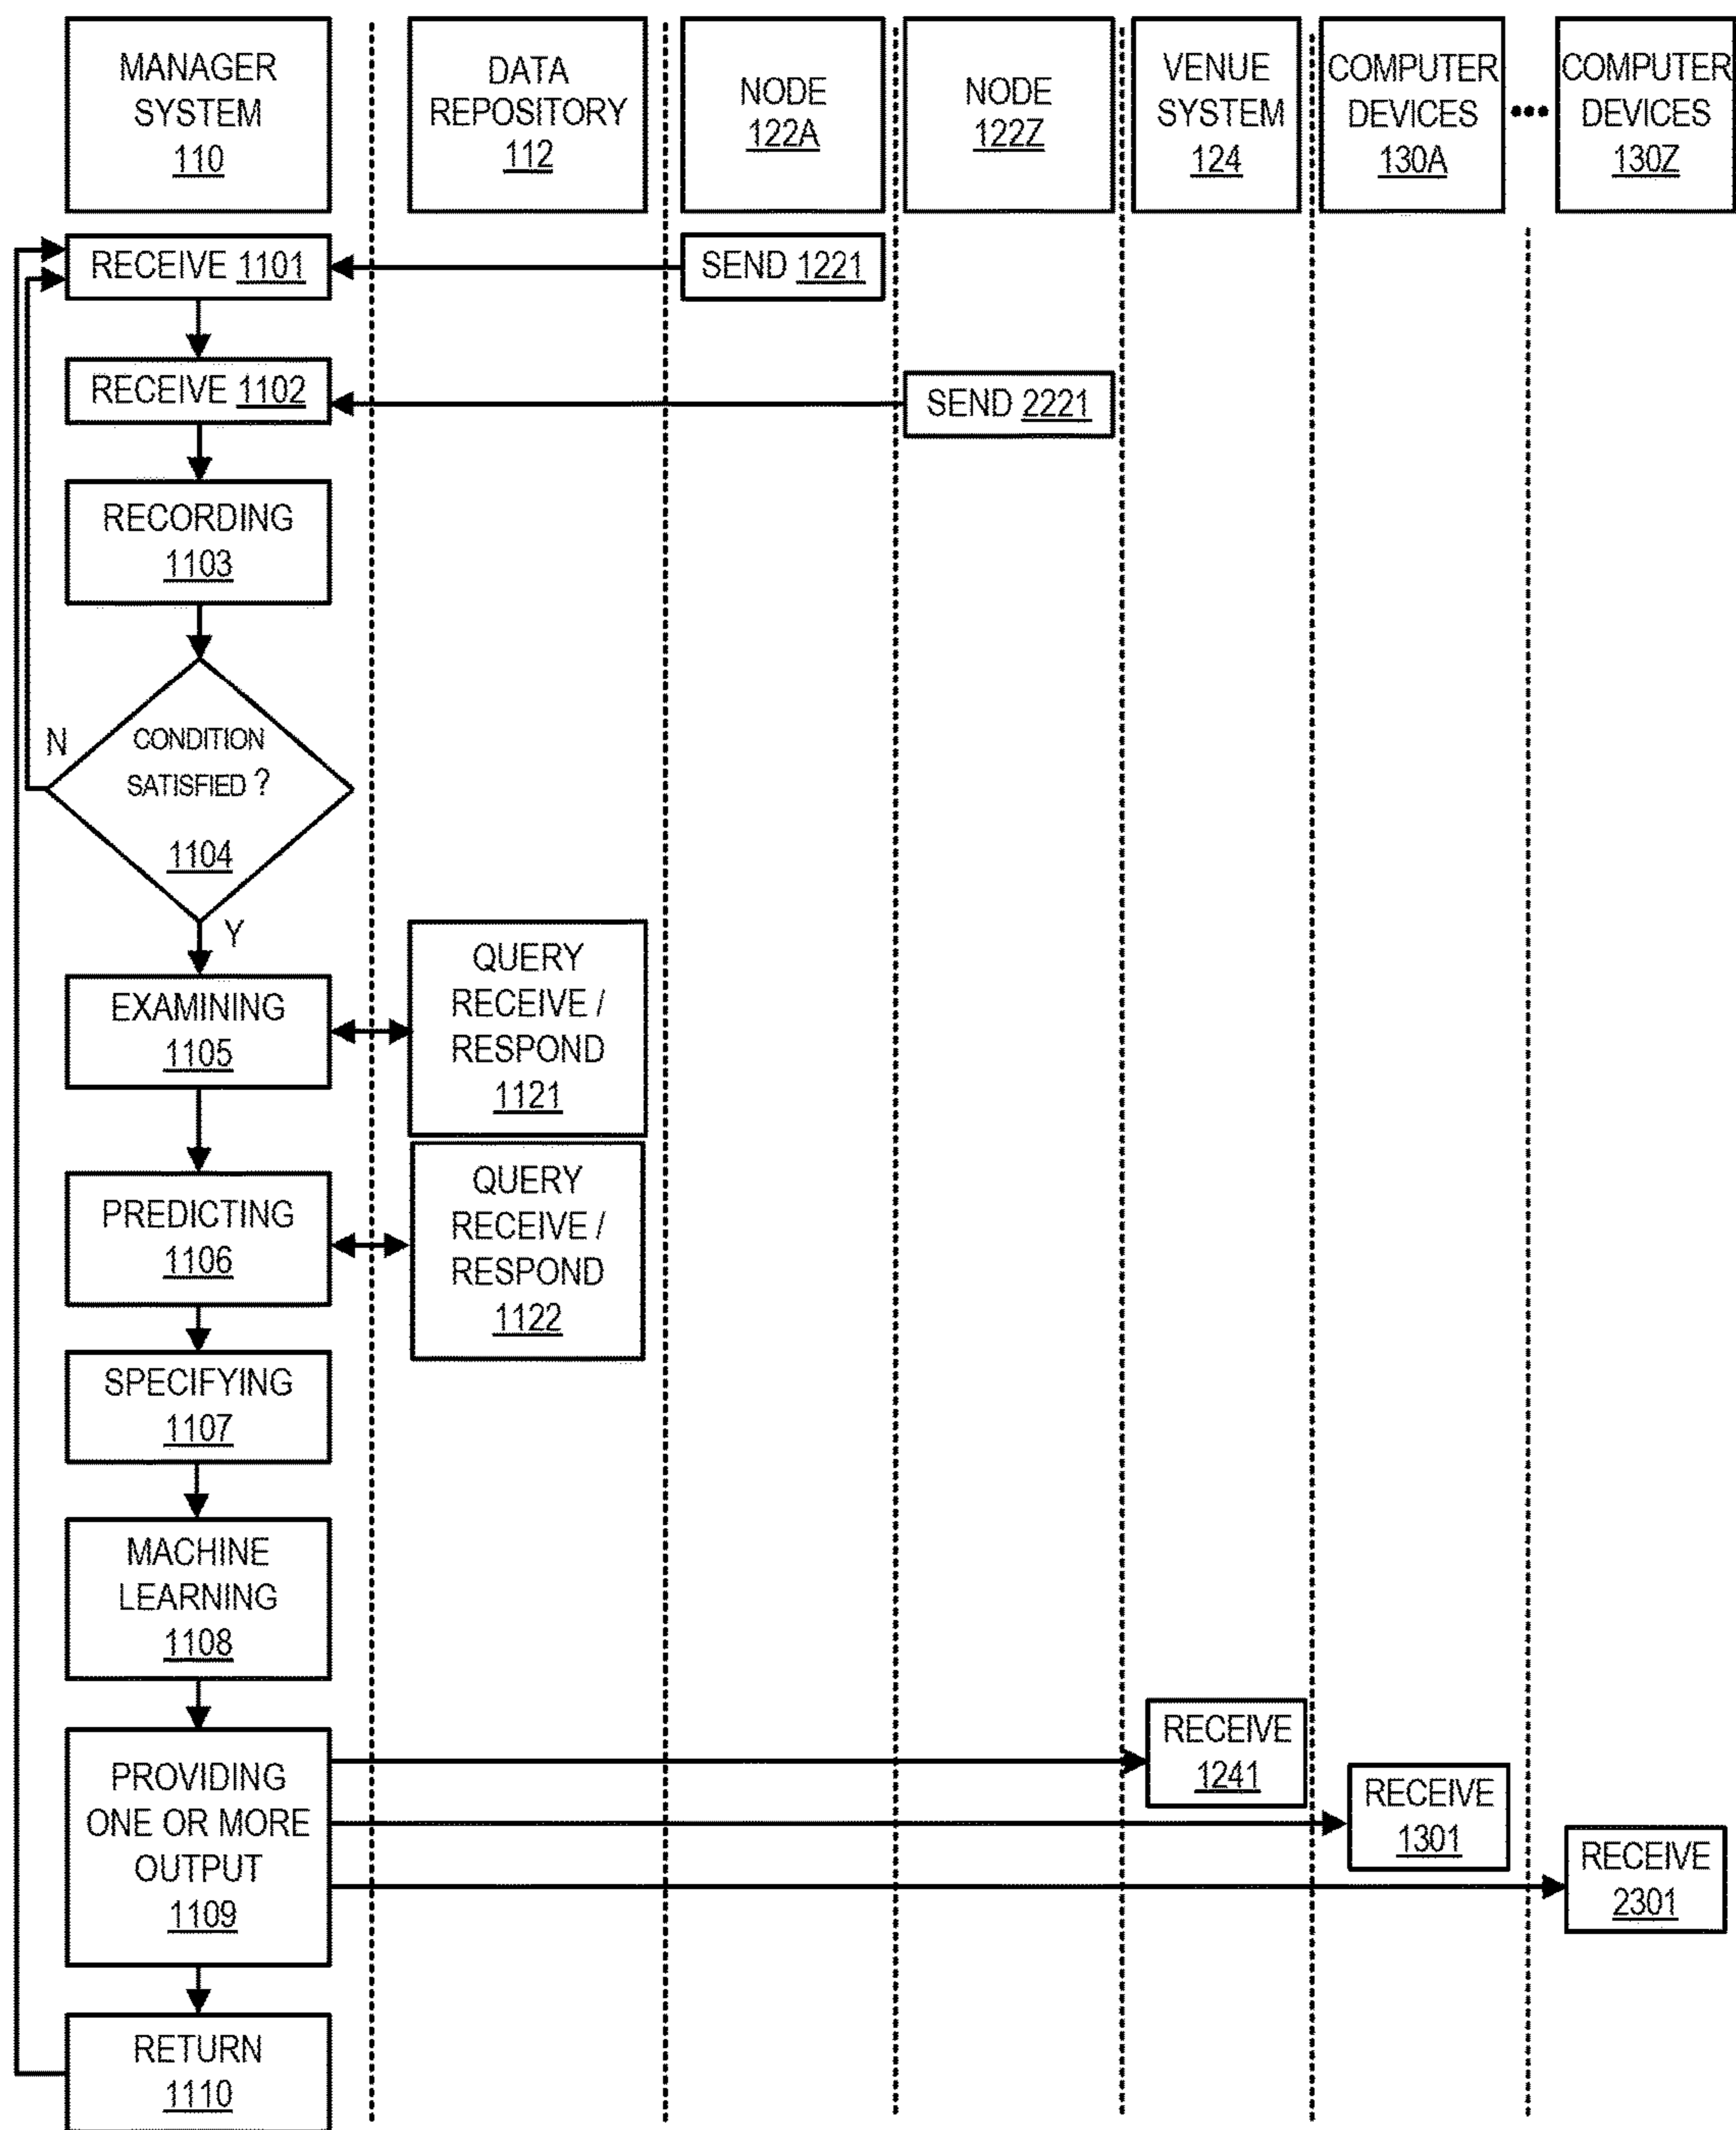 MANAGER
SYSTEM
110
DATA
REPOSITORY
112
NODE
122A
NODE
122Z
VENUE
SYSTEM
124
COMPUTER
DEVICES
130A
COMPUTER
DEVICES
130Z
RECEIVE 1101
SEND 1221
RECEIVE 1102
SEND 2221
RECORDING
1103
CONDITION
SATISFIED ?
1104
N
Y
EXAMINING
1105
QUERY
RECEIVE /
RESPOND
1121
PREDICTING
1106
QUERY
RECEIVE /
RESPOND
1122
SPECIFYING
1107
MACHINE
LEARNING
1108
PROVIDING
ONE OR MORE
OUTPUT
1109
RECEIVE
1241
RECEIVE
1301
RECEIVE
2301
RETURN
1110